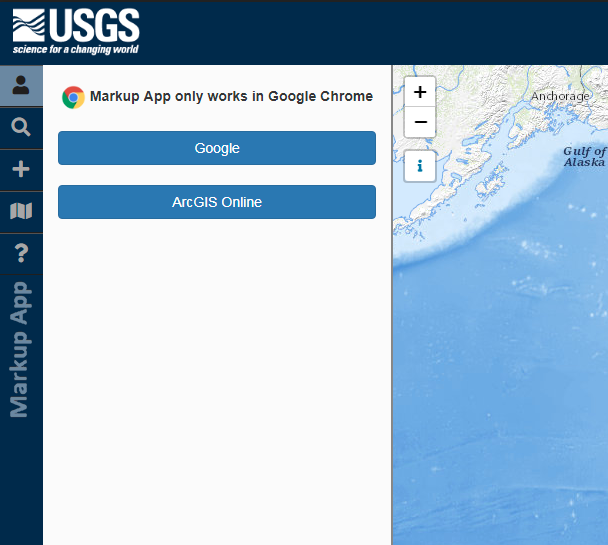 USGS
science for a changing world
Markup App only works in Google Chrome
Google
ArcGIS Online
Markup App
+
−
i
?
Anchorage
Gulf of
Alaska